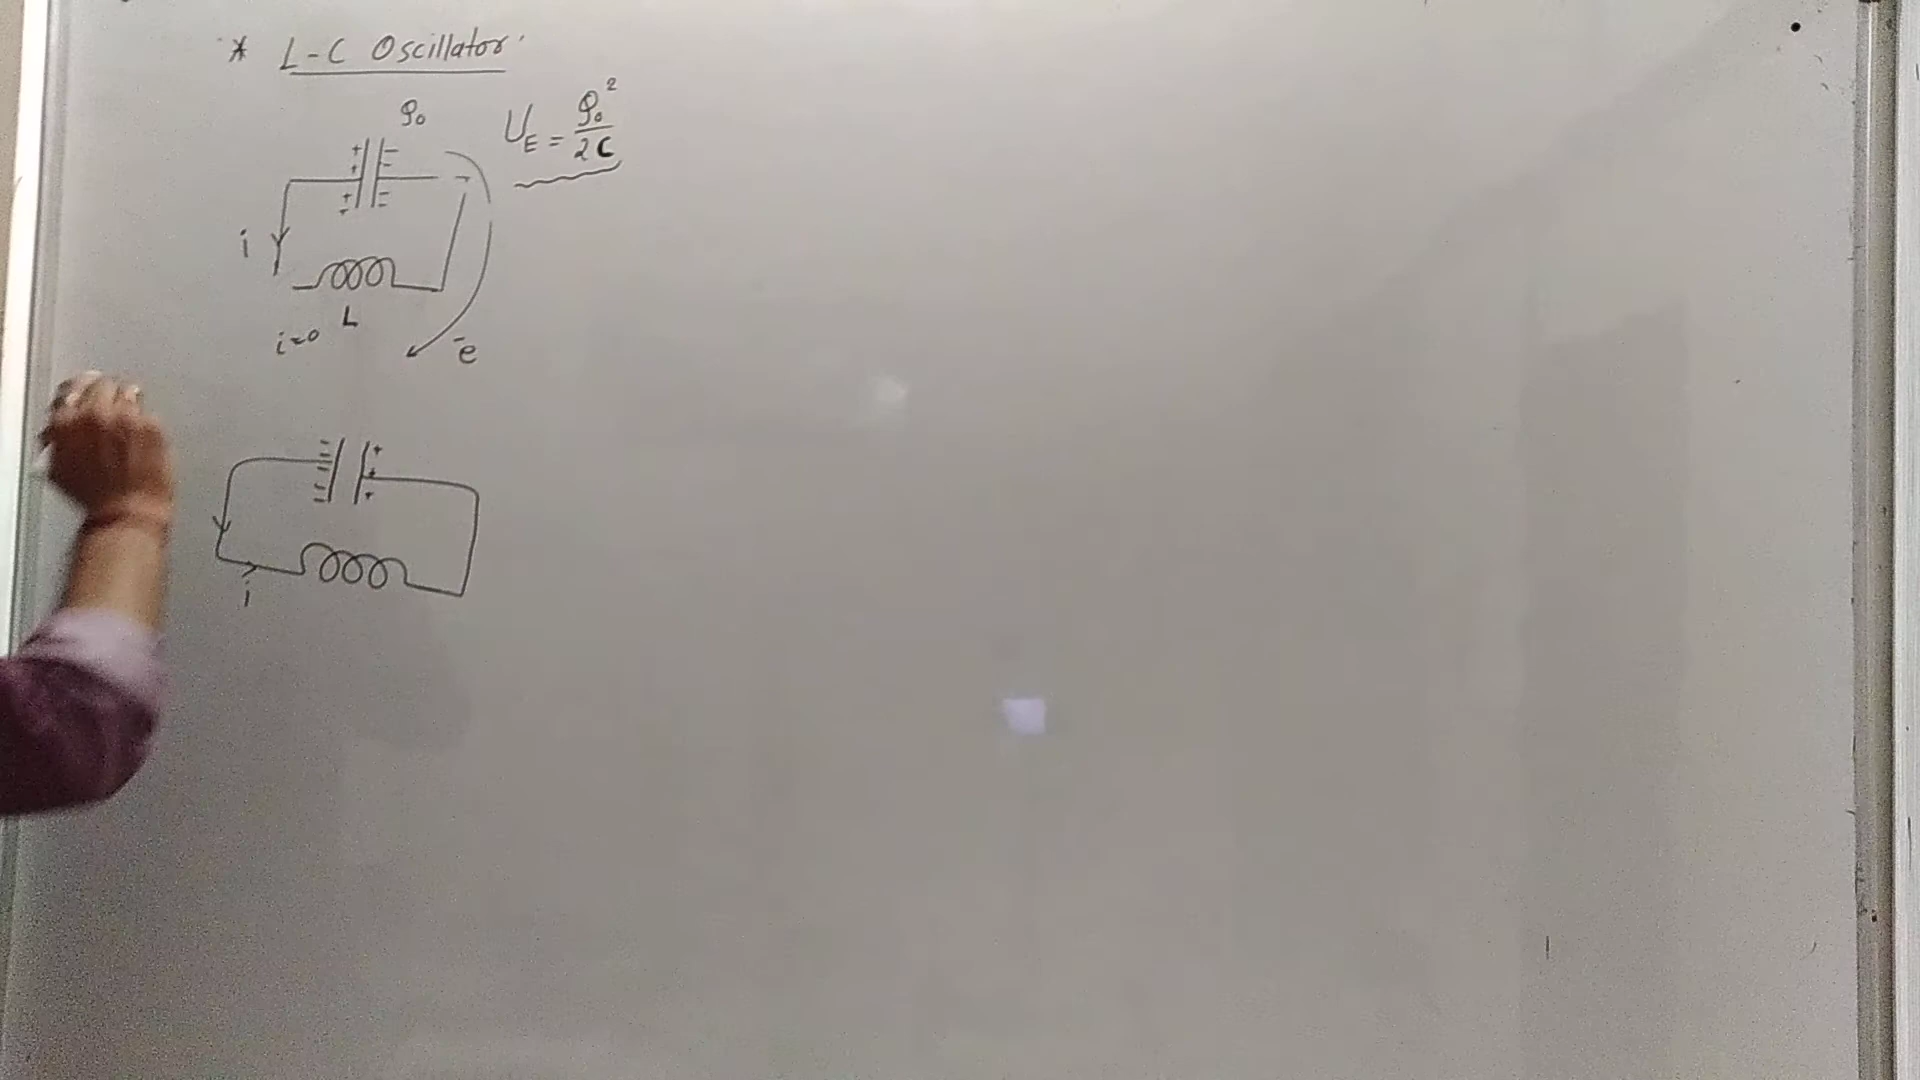 * L-C Oscillator
q₀
U_E = q₀²/2C
i
L
i=0
-e
i